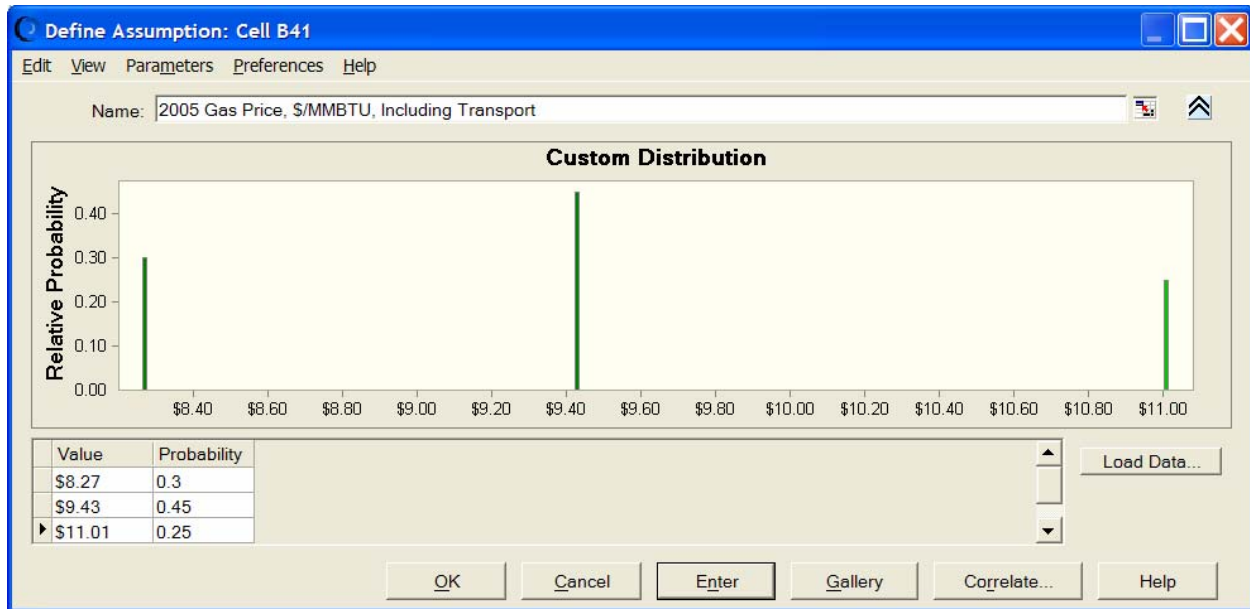 Define Assumption: Cell B41
Edit View Parameters Preferences Help
Name: 2005 Gas Price, $/MMBTU, Including Transport
Custom Distribution
Relative Probability
0.40
0.30
0.20
0.10
0.00
$8.40 $8.60 $8.80 $9.00 $9.20 $9.40 $9.60 $9.80 $10.00 $10.20 $10.40 $10.60 $10.80 $11.00
Value Probability
$8.27 0.3
$9.43 0.45
$11.01 0.25
Load Data...
OK Cancel Enter Gallery Correlate... Help